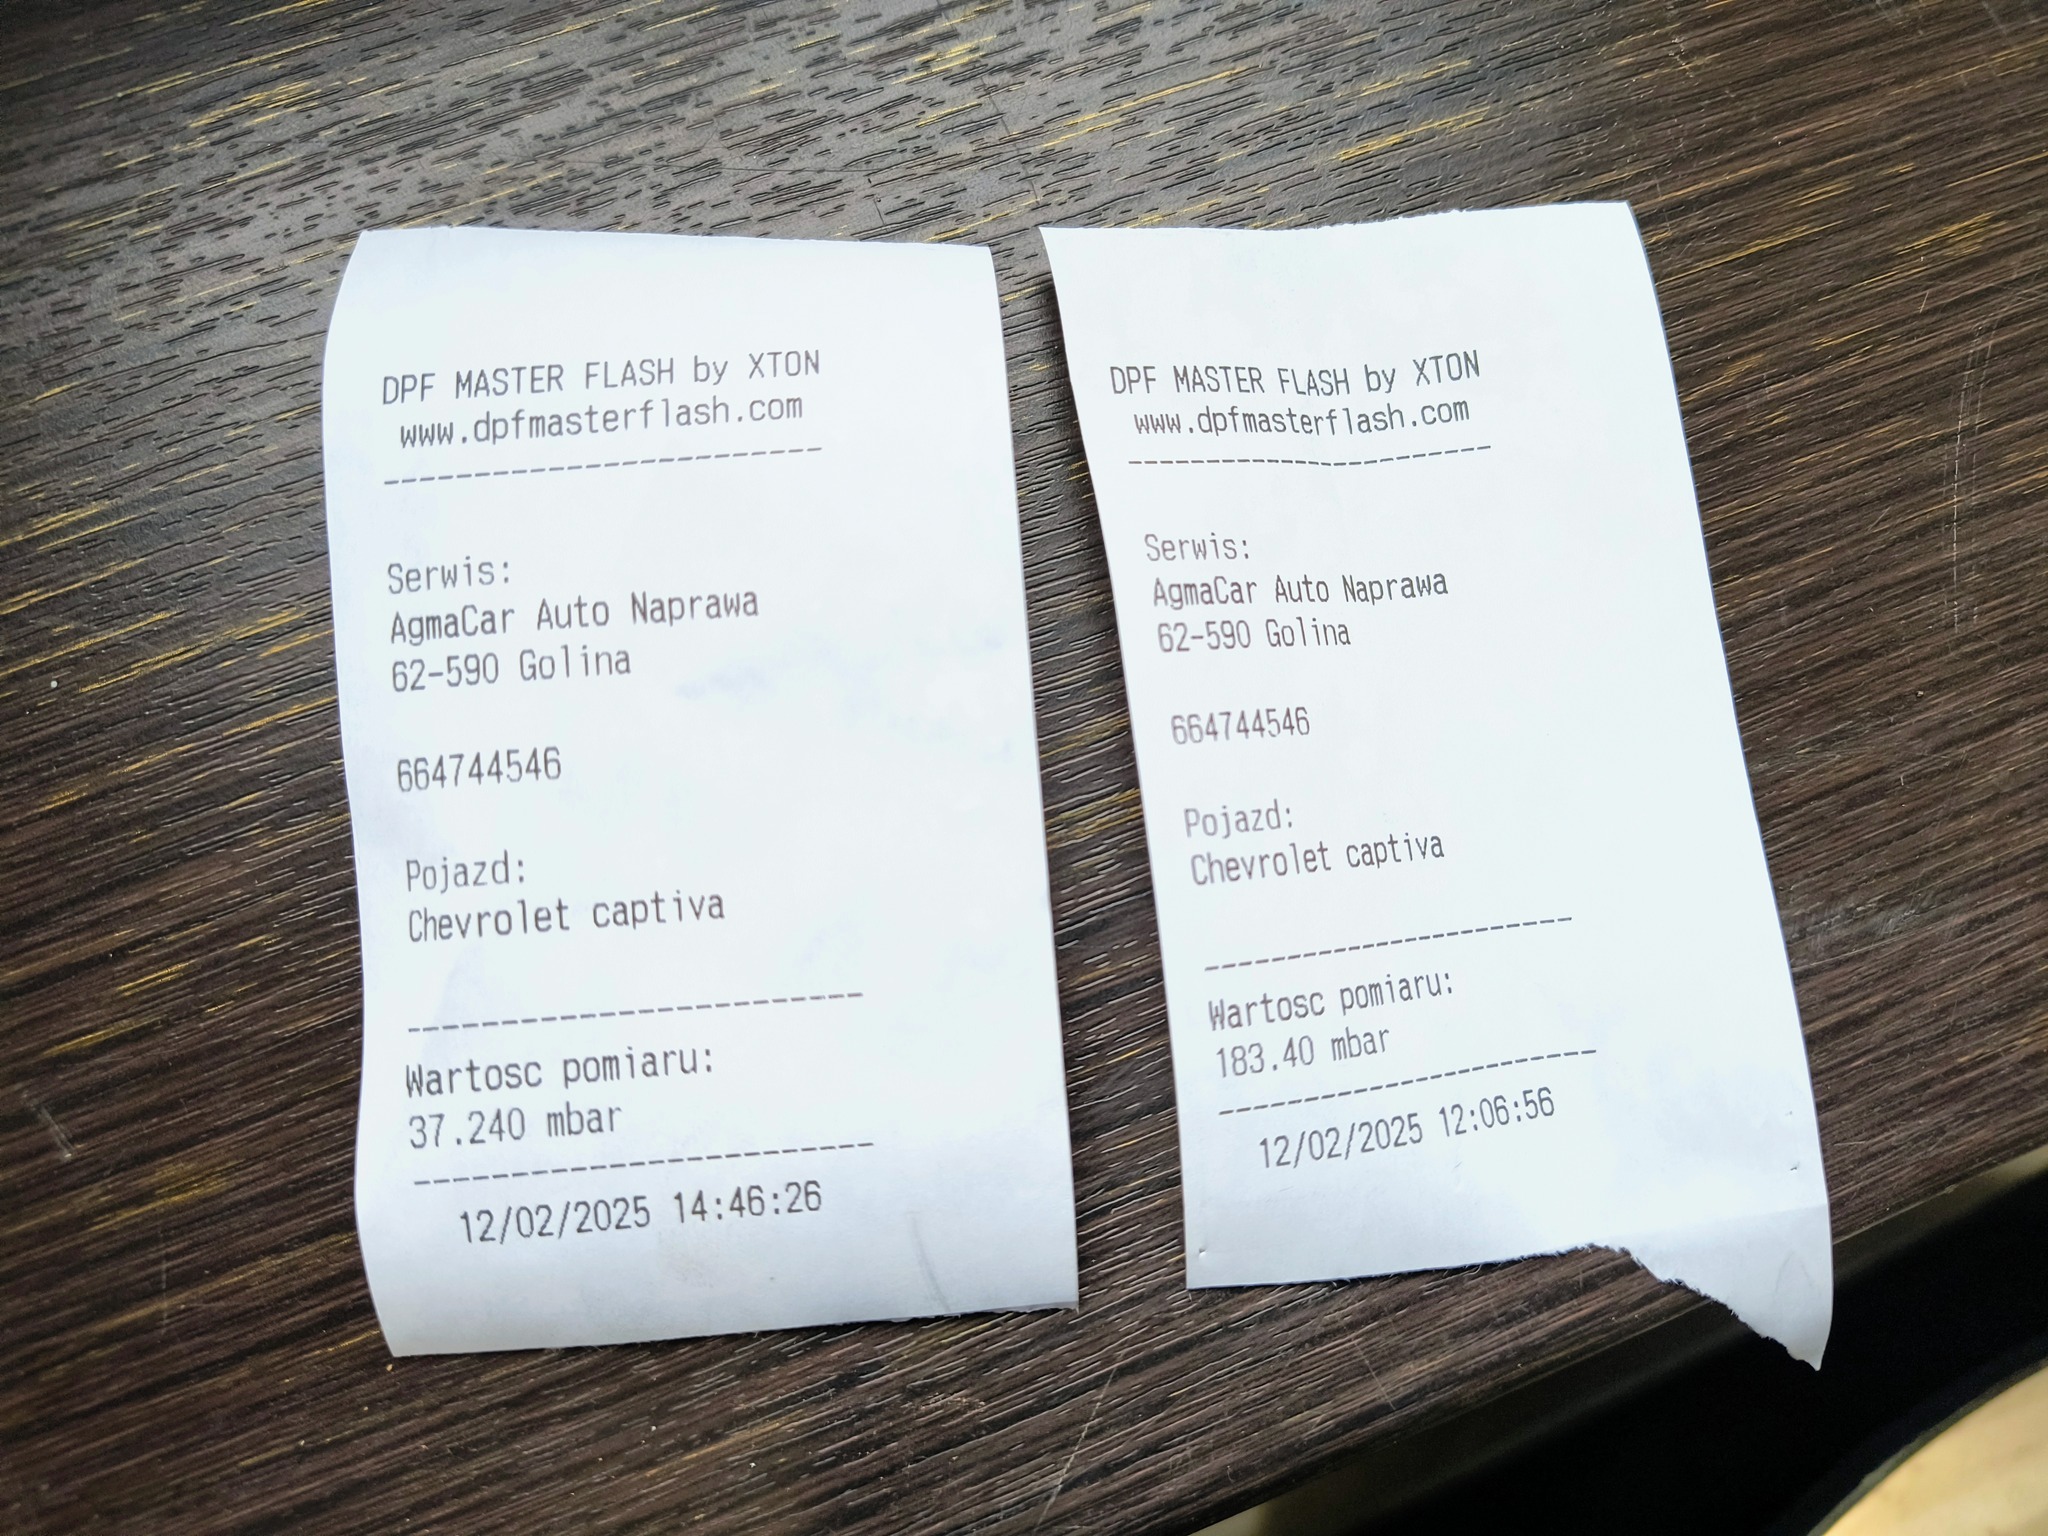 DPF MASTER FLASH by XTON
www.dpfmasterflash.com
------------------------
Serwis:
AgmaCar Auto Naprawa
62-590 Golina
664744546
Pojazd:
Chevrolet captiva
------------------------
Wartosc pomiaru:
37.240 mbar
------------------------
12/02/2025 14:46:26
DPF MASTER FLASH by XTON
www.dpfmasterflash.com
------------------------
Serwis:
AgmaCar Auto Naprawa
62-590 Golina
664744546
Pojazd:
Chevrolet captiva
------------------------
Wartosc pomiaru:
183.40 mbar
------------------------
12/02/2025 12:06:56